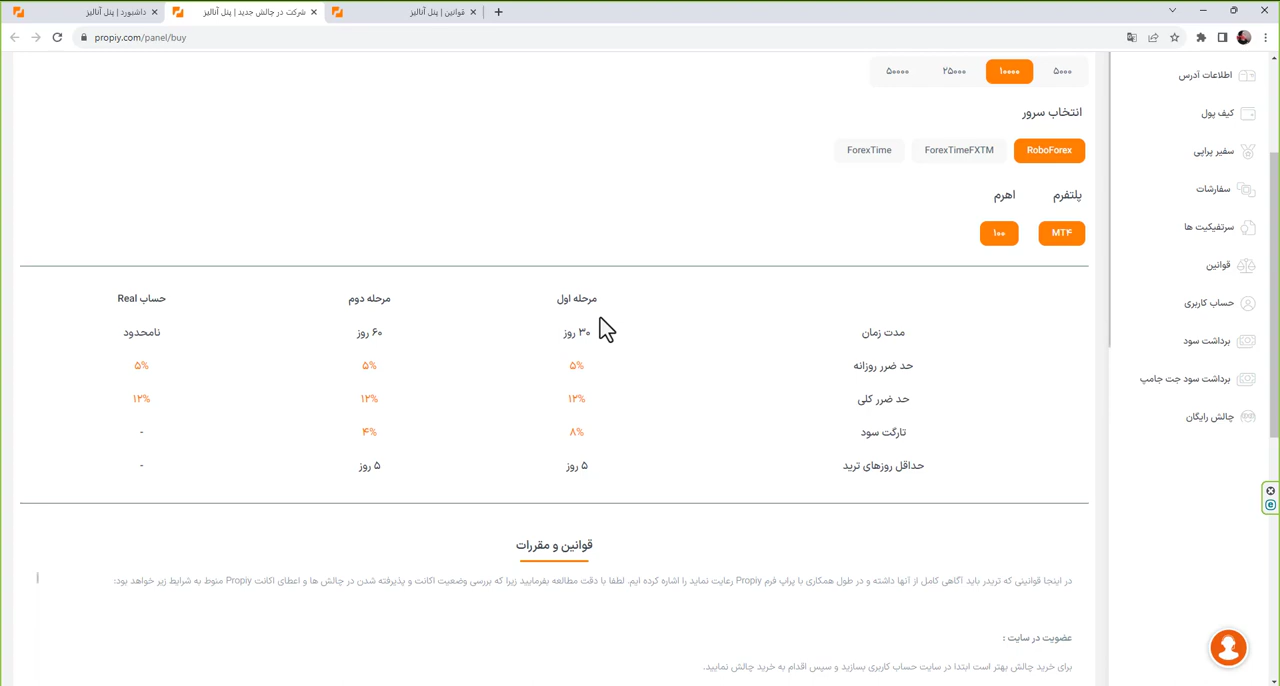 داشبورد | پنل آنالیز
شرکت در چالش جدید | پنل آنالیز
قوانین | پنل آنالیز
propiy.com/panel/buy
۵۰۰۰ ۱۰۰۰۰ ۲۵۰۰۰ ۵۰۰۰۰
انتخاب سرور
RoboForex ForexTimeFXTM ForexTime
پلتفرم اهرم
MT۴ ۱۰۰
مرحله اول مرحله دوم حساب Real
مدت زمان ۳۰ روز ۶۰ روز نامحدود
حد ضرر روزانه ۵% ۵% ۵%
حد ضرر کلی ۱۲% ۱۲% ۱۲%
تارگت سود ۸% ۴% -
حداقل روزهای ترید ۵ روز ۵ روز -
قوانین و مقررات
در اینجا قوانینی که تریدر باید آگاهی کامل از آنها داشته و در طول همکاری با پراپ فرم Propiy رعایت نماید را اشاره کرده ایم. لطفا با دقت مطالعه بفرمایید زیرا که بررسی وضعیت اکانت و پذیرفته شدن در چالش ها و اعطای اکانت Propiy منوط به شرایط زیر خواهد بود:
عضویت در سایت :
برای خرید چالش بهتر است ابتدا در سایت حساب کاربری بسازید و سپس اقدام به خرید چالش نمایید.
اطلاعات آدرس
کیف پول
سفیر پراپی
سفارشات
سرتفیکیت ها
قوانین
حساب کاربری
برداشت سود
برداشت سود جت جامپ
چالش رایگان